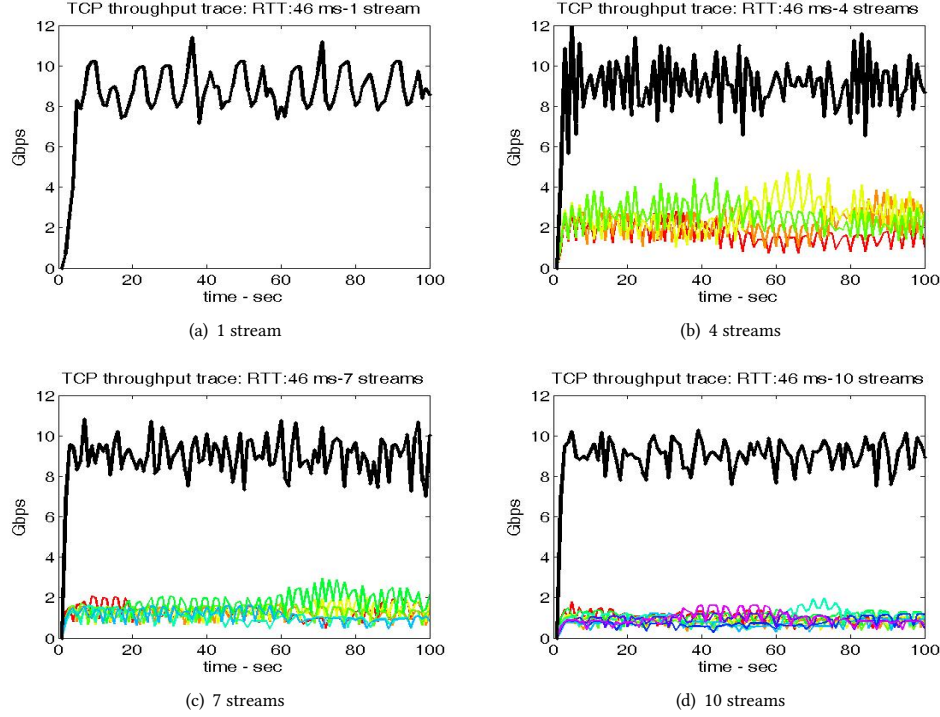 TCP throughput trace: RTT:46 ms-1 stream
12
10
8
6
4
2
0
Gbps
0 20 40 60 80 100
time - sec
(a) 1 stream
TCP throughput trace: RTT:46 ms-4 streams
12
10
8
6
4
2
0
Gbps
0 20 40 60 80 100
time - sec
(b) 4 streams
TCP throughput trace: RTT:46 ms-7 streams
12
10
8
6
4
2
0
Gbps
0 20 40 60 80 100
time - sec
(c) 7 streams
TCP throughput trace: RTT:46 ms-10 streams
12
10
8
6
4
2
0
Gbps
0 20 40 60 80 100
time - sec
(d) 10 streams